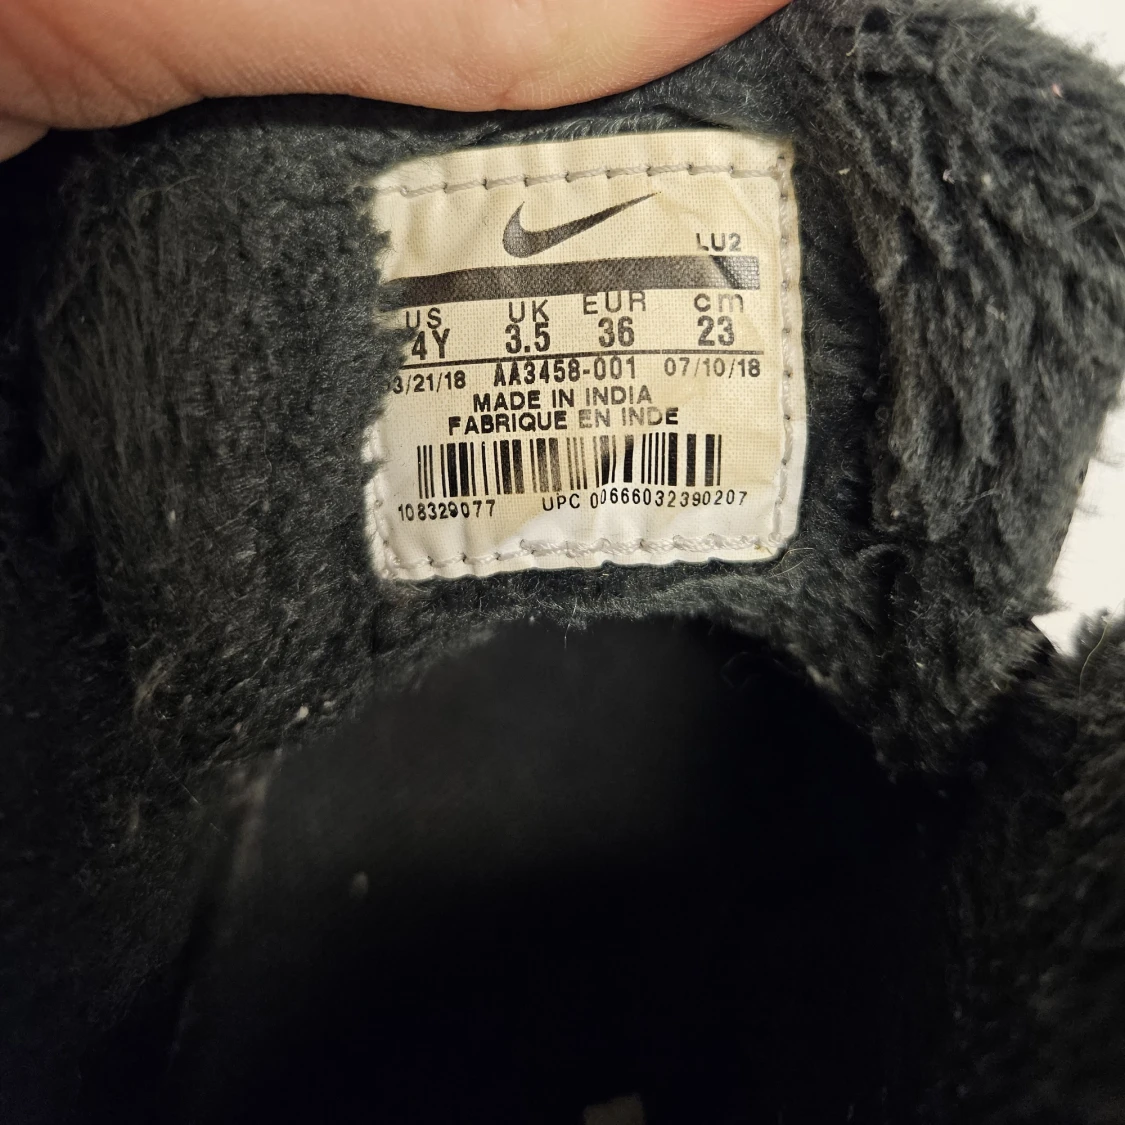 LU2
US UK EUR cm
4Y 3.5 36 23
03/21/18 AA3458-001 07/10/18
MADE IN INDIA
FABRIQUE EN INDE
108329077 UPC 00666032390207